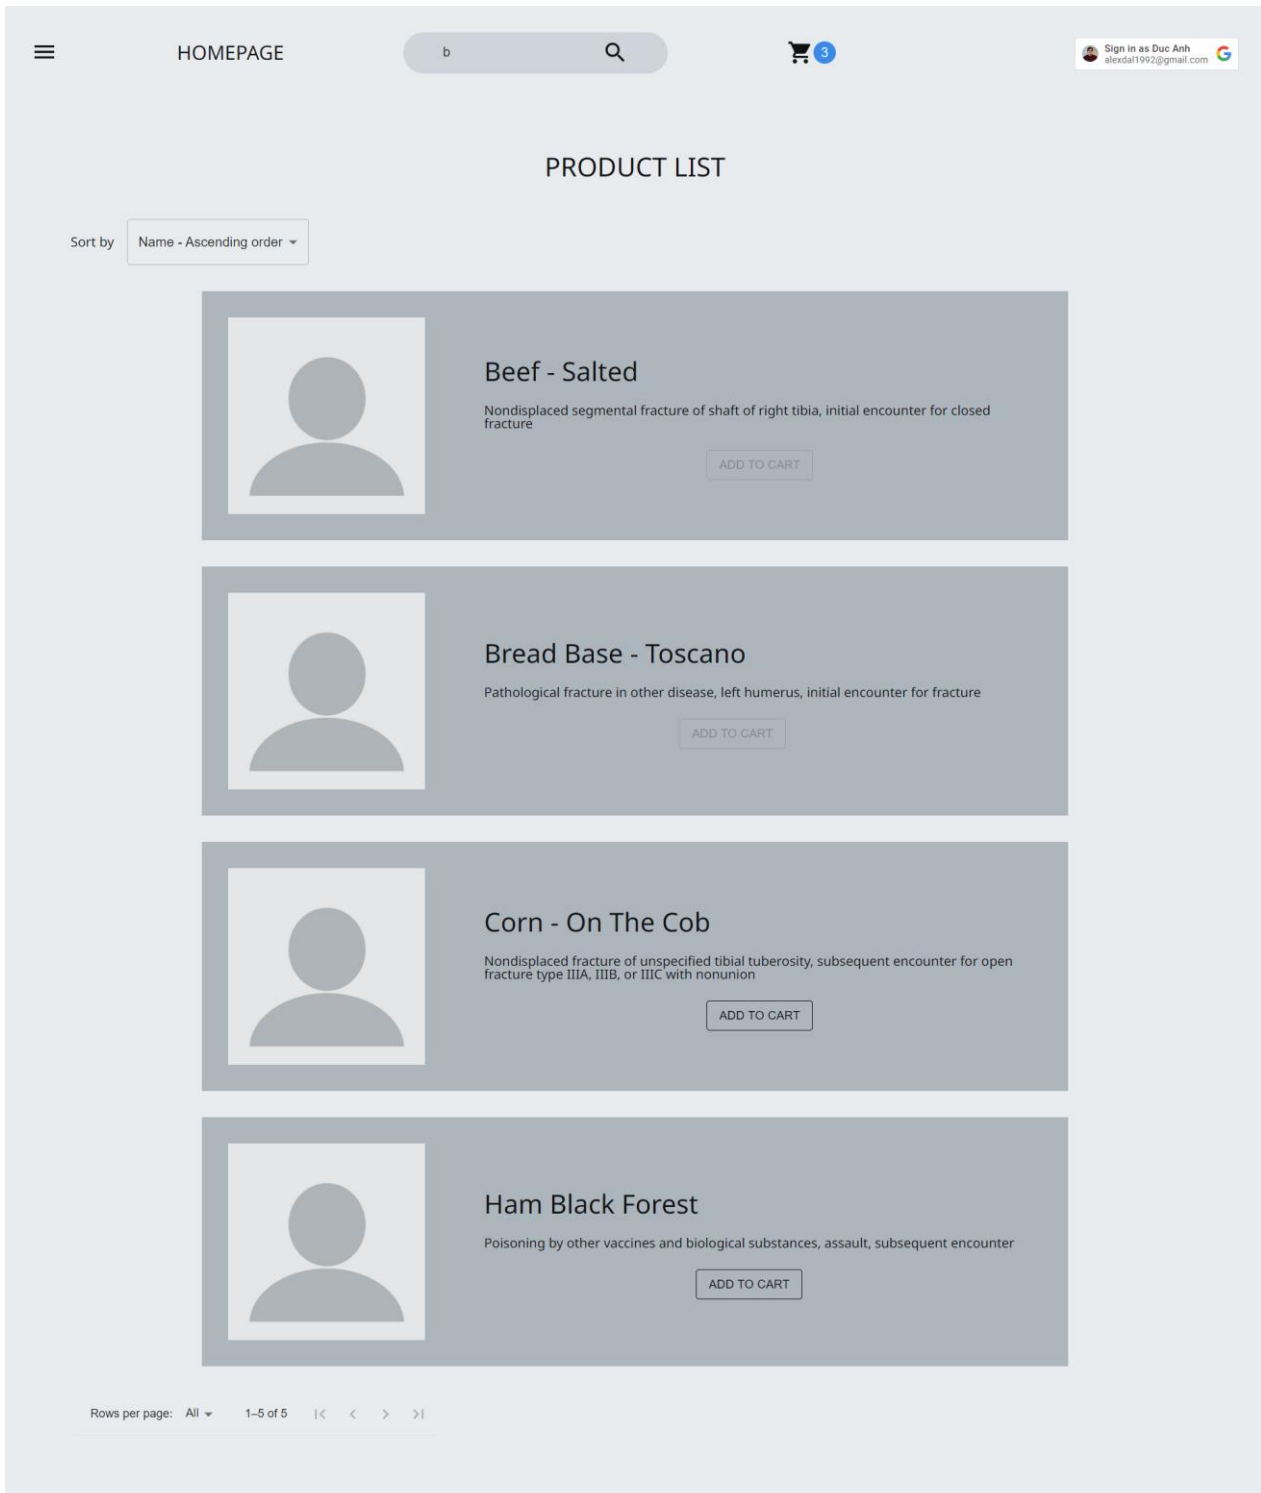 HOMEPAGE
b
3
Sign in as Duc Anh
alexdal1992@gmail.com
PRODUCT LIST
Sort by
Name - Ascending order
Beef - Salted
Nondisplaced segmental fracture of shaft of right tibia, initial encounter for closed
fracture
ADD TO CART
Bread Base - Toscano
Pathological fracture in other disease, left humerus, initial encounter for fracture
ADD TO CART
Corn - On The Cob
Nondisplaced fracture of unspecified tibial tuberosity, subsequent encounter for open
fracture type IIIA, IIIB, or IIIC with nonunion
ADD TO CART
Ham Black Forest
Poisoning by other vaccines and biological substances, assault, subsequent encounter
ADD TO CART
Rows per page: All 1–5 of 5